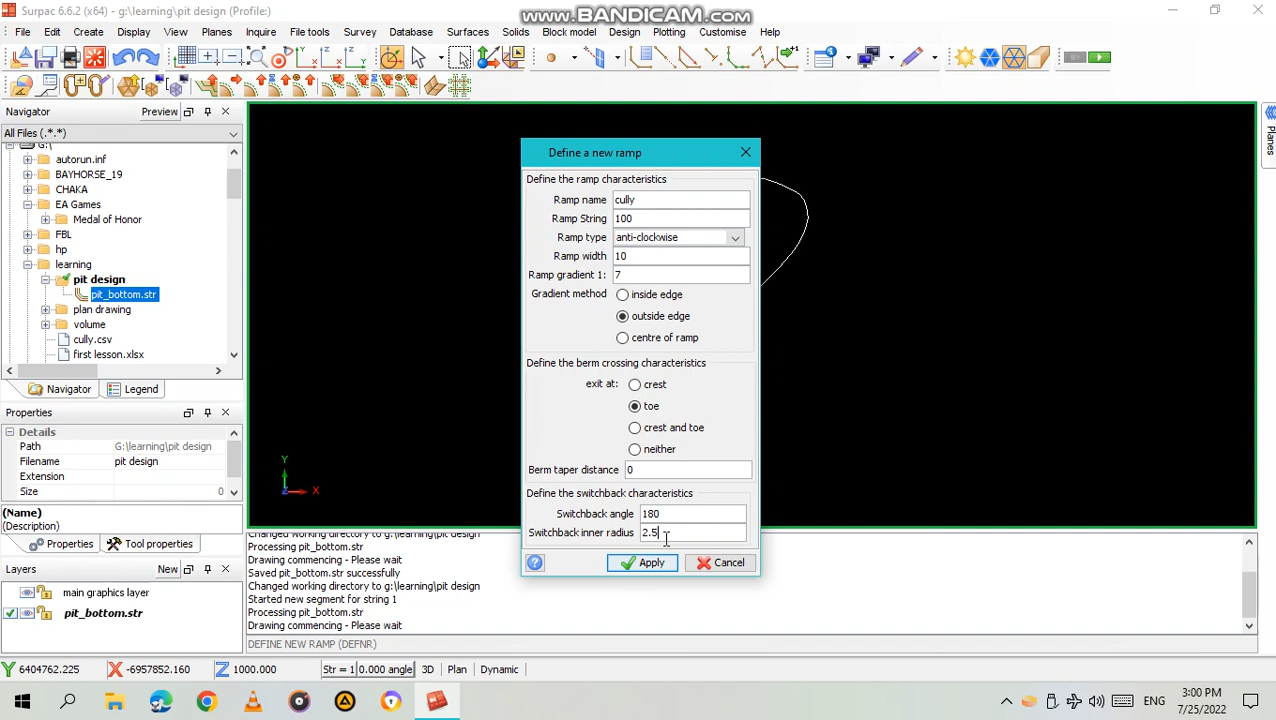 Surpac 6.6.2 (x64) - g:\learning\pit design (Profile:)
www.BANDICAM.com
File Edit Create Display View Planes Inquire File tools Survey Database Surfaces Solids Block model Design Plotting Customise Help
Navigator Preview
All Files (.*.*)
G:\
autorun.inf
BAYHORSE_19
CHAKA
EA Games
Medal of Honor
FBL
hp
learning
pit design
pit_bottom.str
plan drawing
volume
cully.csv
first lesson.xlsx
Navigator Legend
Properties
Details
Path G:\learning\pit design
Filename pit design
Extension
Size 0
(Name)
Directory
Properties Tool properties
Layers New
main graphics layer
pit_bottom.str
Define a new ramp
Define the ramp characteristics
Ramp name cully
Ramp String 100
Ramp type anti-clockwise
Ramp width 10
Ramp gradient 1: 7
Gradient method inside edge
outside edge
centre of ramp
Define the berm crossing characteristics
exit at: crest
toe
crest and toe
neither
Berm taper distance 0
Define the switchback characteristics
Switchback angle 180
Switchback inner radius 2.5
Apply Cancel
Y
Z X
Planes
Changed working directory to g:\learning\pit design
Processing pit_bottom.str
Drawing commencing - Please wait
Saved pit_bottom.str successfully
Changed working directory to g:\learning\pit design
Started new segment for string 1
Processing pit_bottom.str
Drawing commencing - Please wait
DEFINE NEW RAMP (DEFNR)
Y 6404762.225 X -6957852.160 Z 1000.000 Str = 1 0.000 angle 3D Plan Dynamic
ENG
3:00 PM
7/25/2022